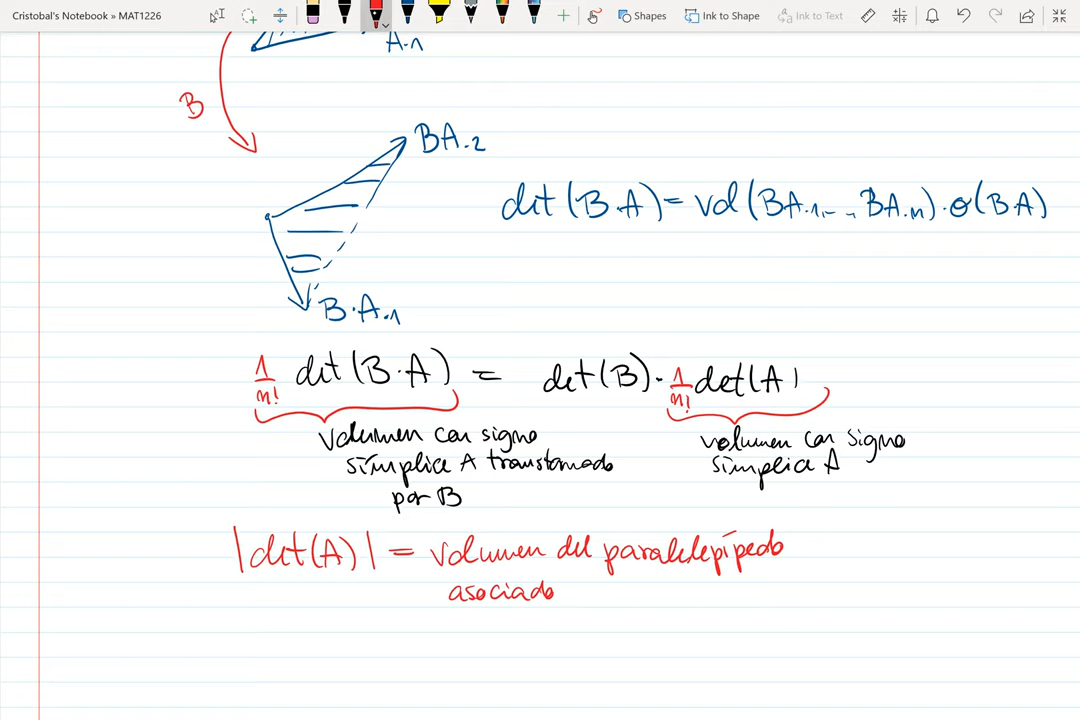 Cristobal's Notebook » MAT1226
Shapes
Ink to Shape
Ink to Text
A.1
B
BA.2
det(B·A) = vol(BA.1, -- , BA.n) · σ(BA)
B·A.1
1/n! det(B·A) = det(B) · 1/n! det(A)
volumen con signo
simplice A transformado
por B
volumen con signo
simplice A
|det(A)| = volumen del paralelepípedo
asociado